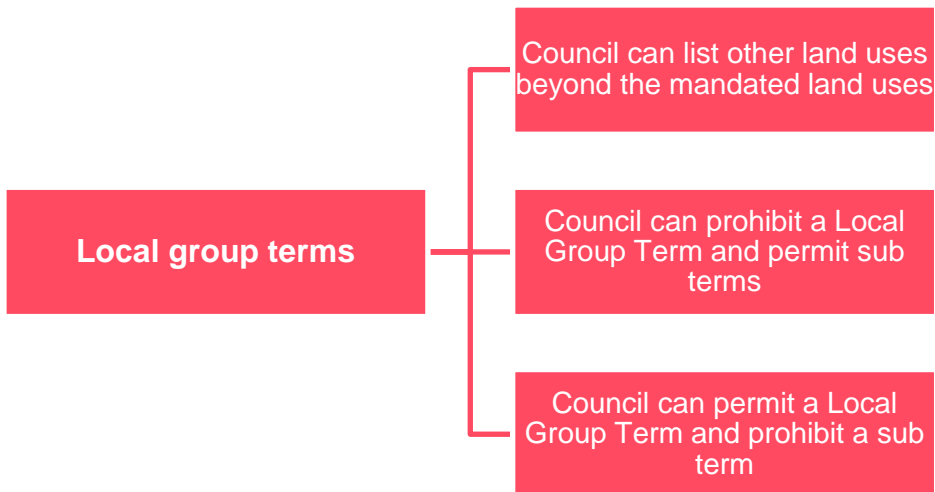 Council can list other land uses
beyond the mandated land uses
Local group terms
Council can prohibit a Local
Group Term and permit sub
terms
Council can permit a Local
Group Term and prohibit a sub
term